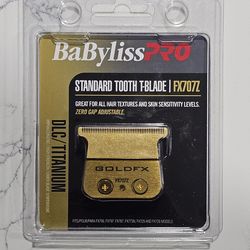 BaBylissPRO
STANDARD TOOTH T-BLADE | FX707Z
GREAT FOR ALL HAIR TEXTURES AND SKIN SENSITIVITY LEVELS.
ZERO GAP ADJUSTABLE.
DLC/TITANIUM
GOLDFX
FX707Z